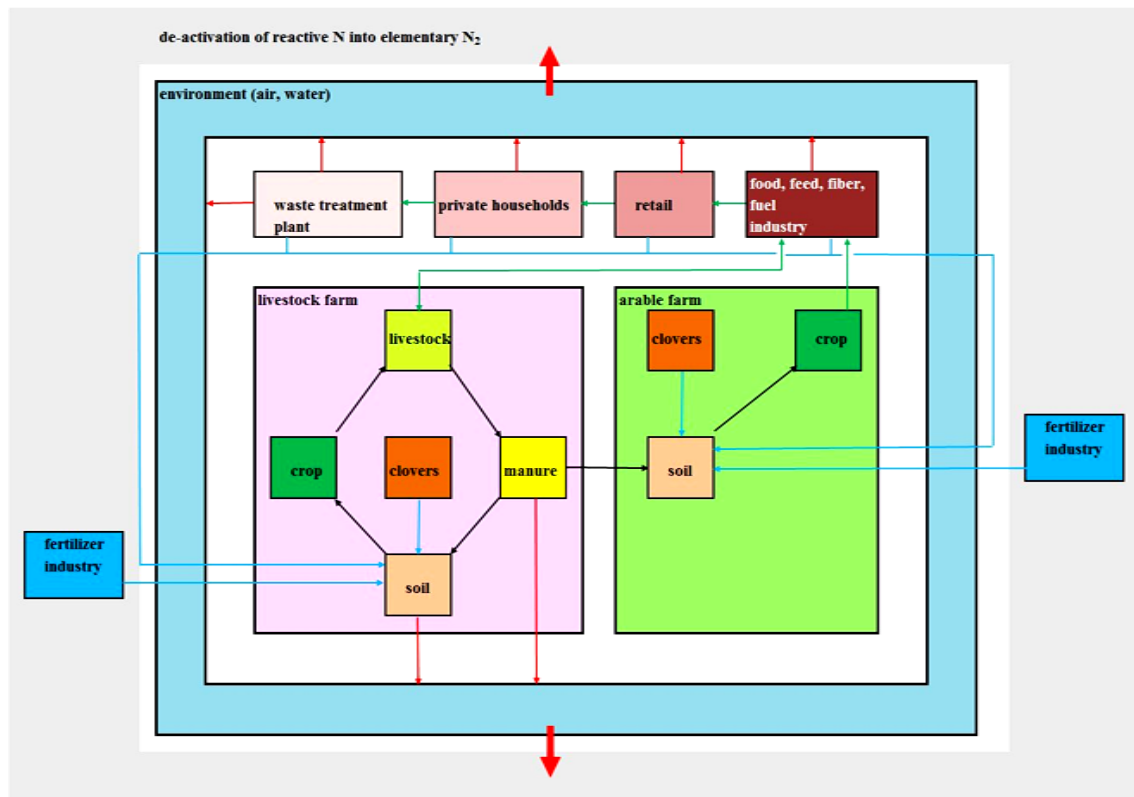 de-activation of reactive N into elementary N₂
environment (air, water)
waste treatment
plant
private households
retail
food, feed, fiber,
fuel
industry
livestock farm
arable farm
livestock
clovers
crop
crop
clovers
manure
soil
fertilizer
industry
fertilizer
industry
soil